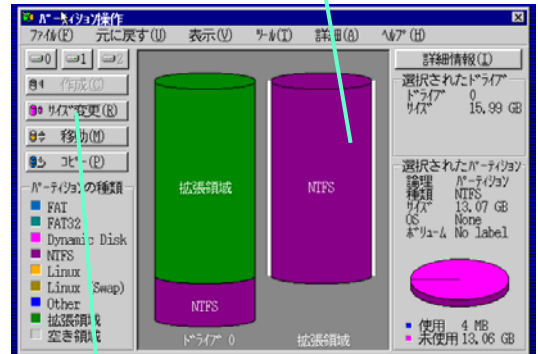 ﾊﾟｰﾃｨｼｮﾝ操作
ﾌｧｲﾙ(F) 元に戻す(U) 表示(V) ﾂｰﾙ(T) 詳細(A) ﾍﾙﾌﾟ(H)
0 1 2
作成(C)
ｻｲｽﾞ変更(R)
移動(M)
ｺﾋﾟｰ(P)
ﾊﾟｰﾃｨｼｮﾝの種類
FAT
FAT32
Dynamic Disk
NTFS
Linux
Linux (Swap)
Other
拡張領域
空き領域
拡張領域
NTFS
ﾄﾞﾗｲﾌﾞ 0
NTFS
拡張領域
詳細情報(I)
選択されたﾄﾞﾗｲﾌﾞ
ﾄﾞﾗｲﾌﾞ 0
ｻｲｽﾞ 15.99 GB
選択されたﾊﾟｰﾃｨｼｮﾝ
論理 ﾊﾟｰﾃｨｼｮﾝ
種類 NTFS
ｻｲｽﾞ 13.07 GB
OS None
ﾎﾞﾘｭｰﾑ No label
使用 4 MB
未使用 13.06 GB